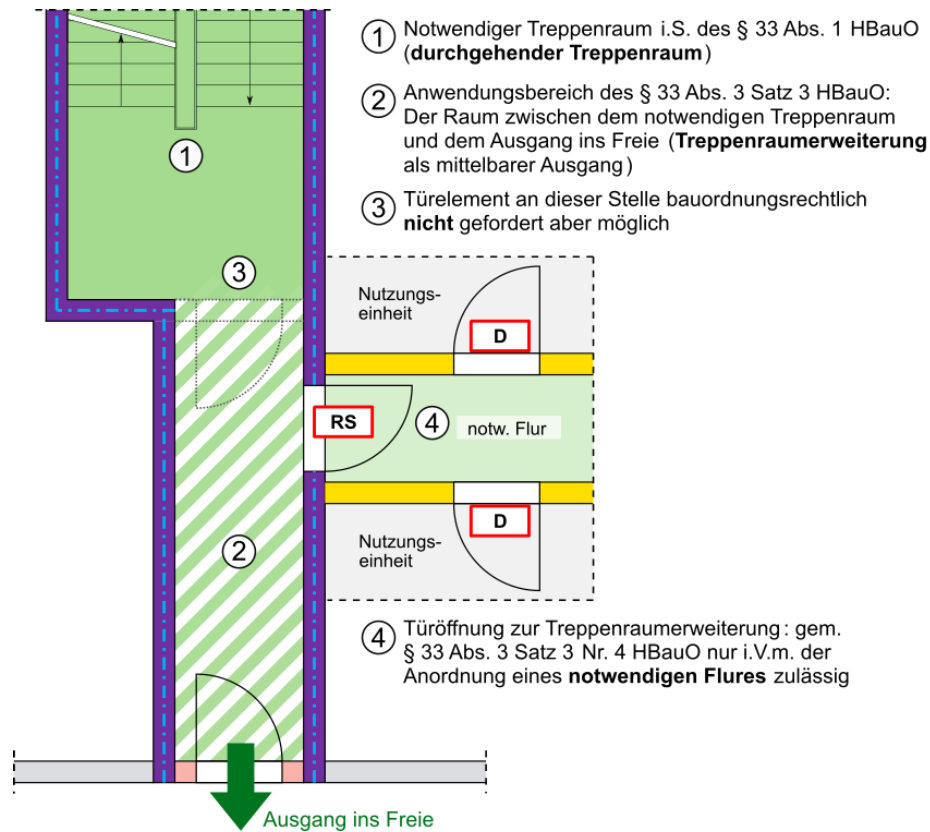 ① Notwendiger Treppenraum i.S. des § 33 Abs. 1 HBauO
(durchgehender Treppenraum)
② Anwendungsbereich des § 33 Abs. 3 Satz 3 HBauO:
Der Raum zwischen dem notwendigen Treppenraum
und dem Ausgang ins Freie (Treppenraumerweiterung
als mittelbarer Ausgang)
③ Türelement an dieser Stelle bauordnungsrechtlich
nicht gefordert aber möglich
①
③
Nutzungs-
einheit
D
RS
④
notw. Flur
D
②
Nutzungs-
einheit
④ Türöffnung zur Treppenraumerweiterung: gem.
§ 33 Abs. 3 Satz 3 Nr. 4 HBauO nur i.V.m. der
Anordnung eines notwendigen Flures zulässig
Ausgang ins Freie